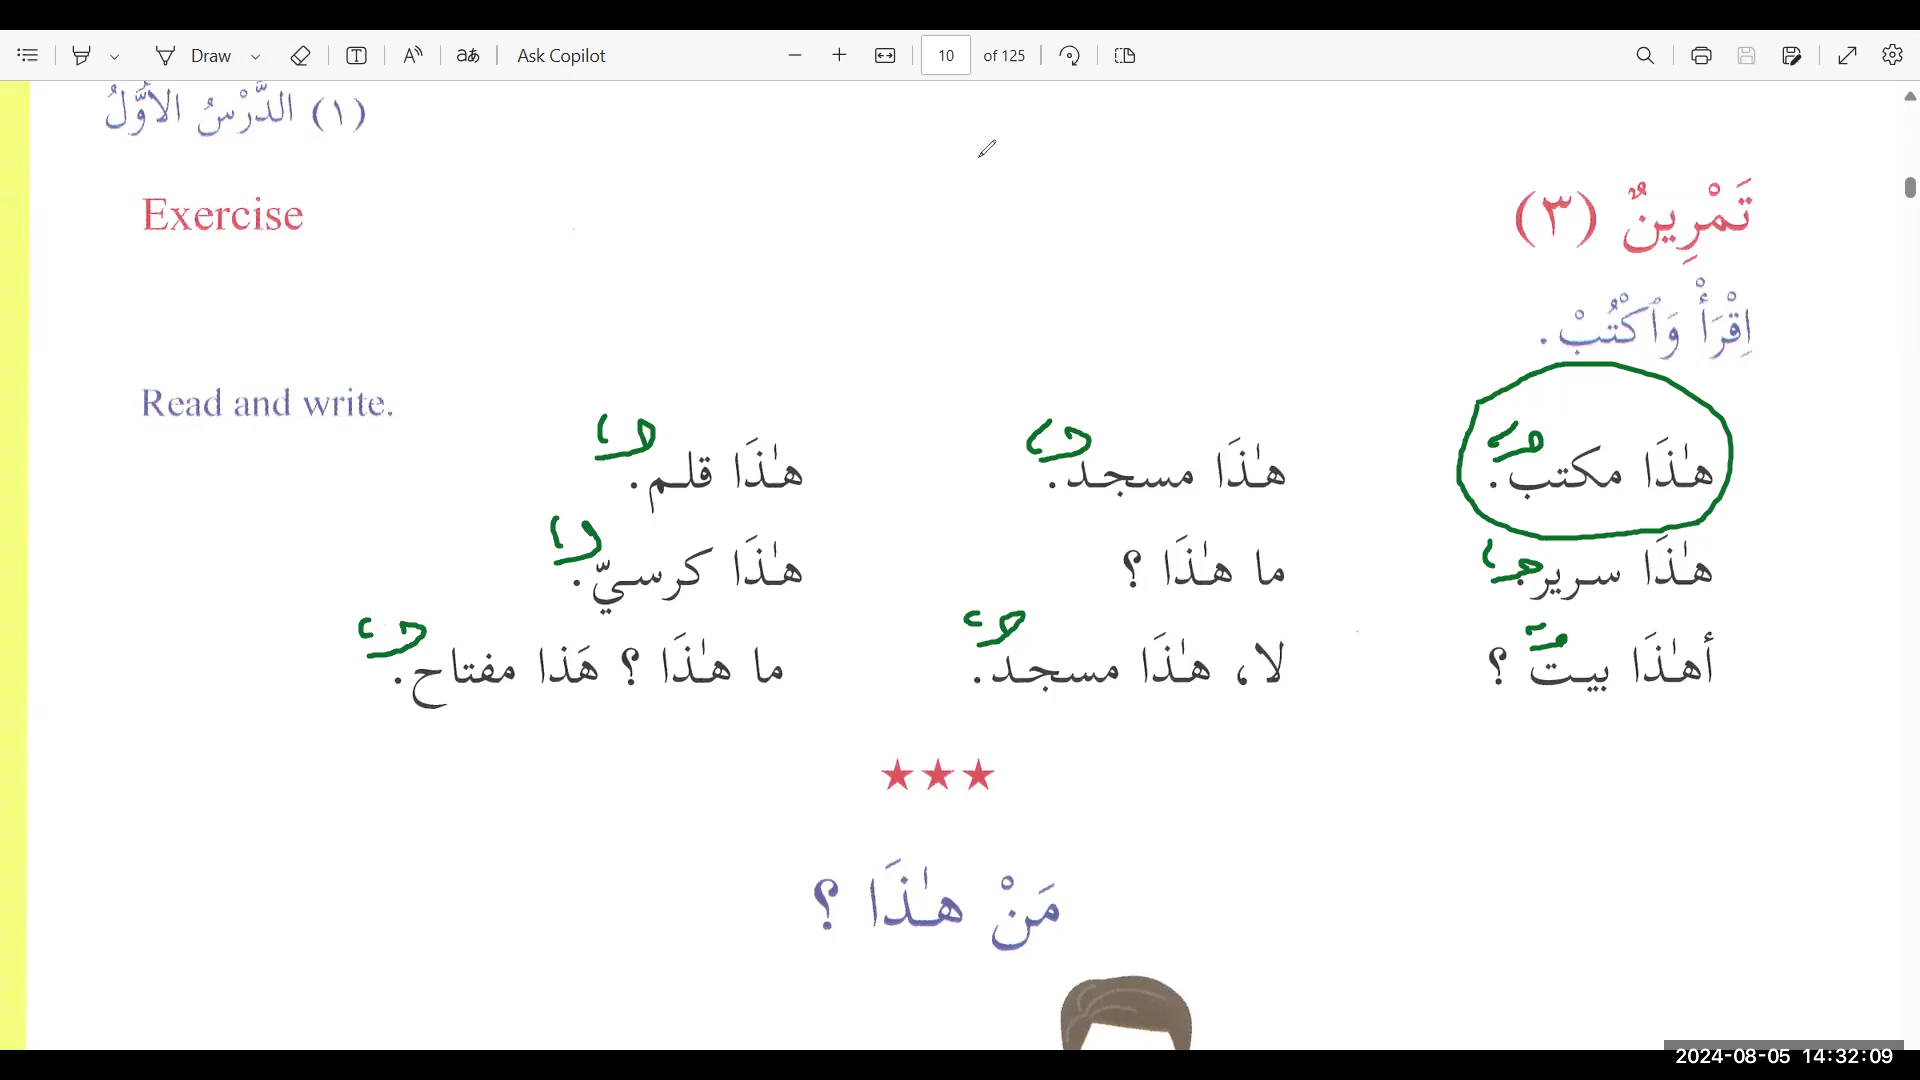 Draw
Ask Copilot
10 of 125
(١) الدَّرْسُ الأَوَّلُ
Exercise
تَمْرِينٌ (٣)
اِقْرَأْ وَٱكْتُبْ.
Read and write.
هٰذَا مكتب. هٰذَا مسجد. هٰذَا قلم.
هٰذَا سرير. ما هٰذَا ؟ هٰذَا كرسيّ.
أهٰذَا بيت ؟ لا، هٰذَا مسجد. ما هٰذَا ؟ هَذا مفتاح.
مَنْ هٰذَا ؟
2024-08-05 14:32:09